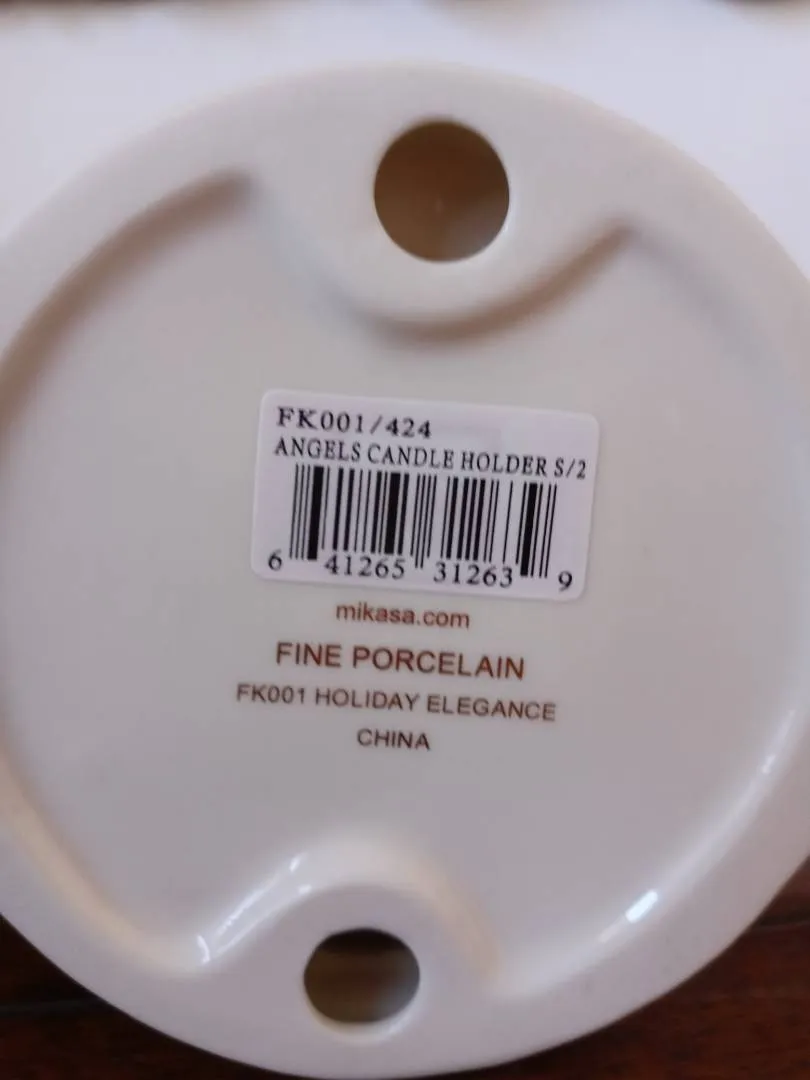 FK001/424
ANGELS CANDLE HOLDER S/2
6 41265 31263 9
mikasa.com
FINE PORCELAIN
FK001 HOLIDAY ELEGANCE
CHINA